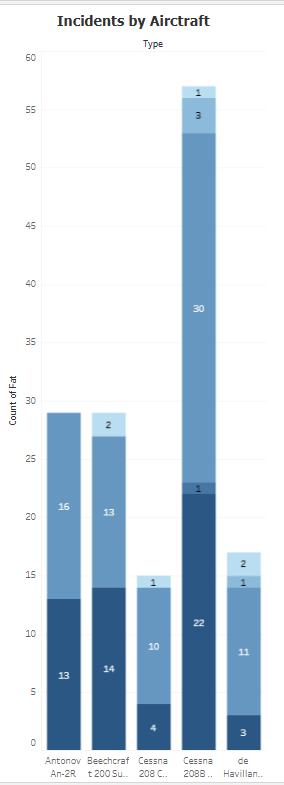 Incidents by Airctraft
Type
60
55
50
45
40
35
30
25
20
15
10
5
0
Count of Fat
16
13
2
13
14
1
10
4
1
3
30
1
22
2
1
11
3
Antonov
An-2R
Beechcraf
t 200 Su..
Cessna
208 C..
Cessna
208B ..
de
Havillan..